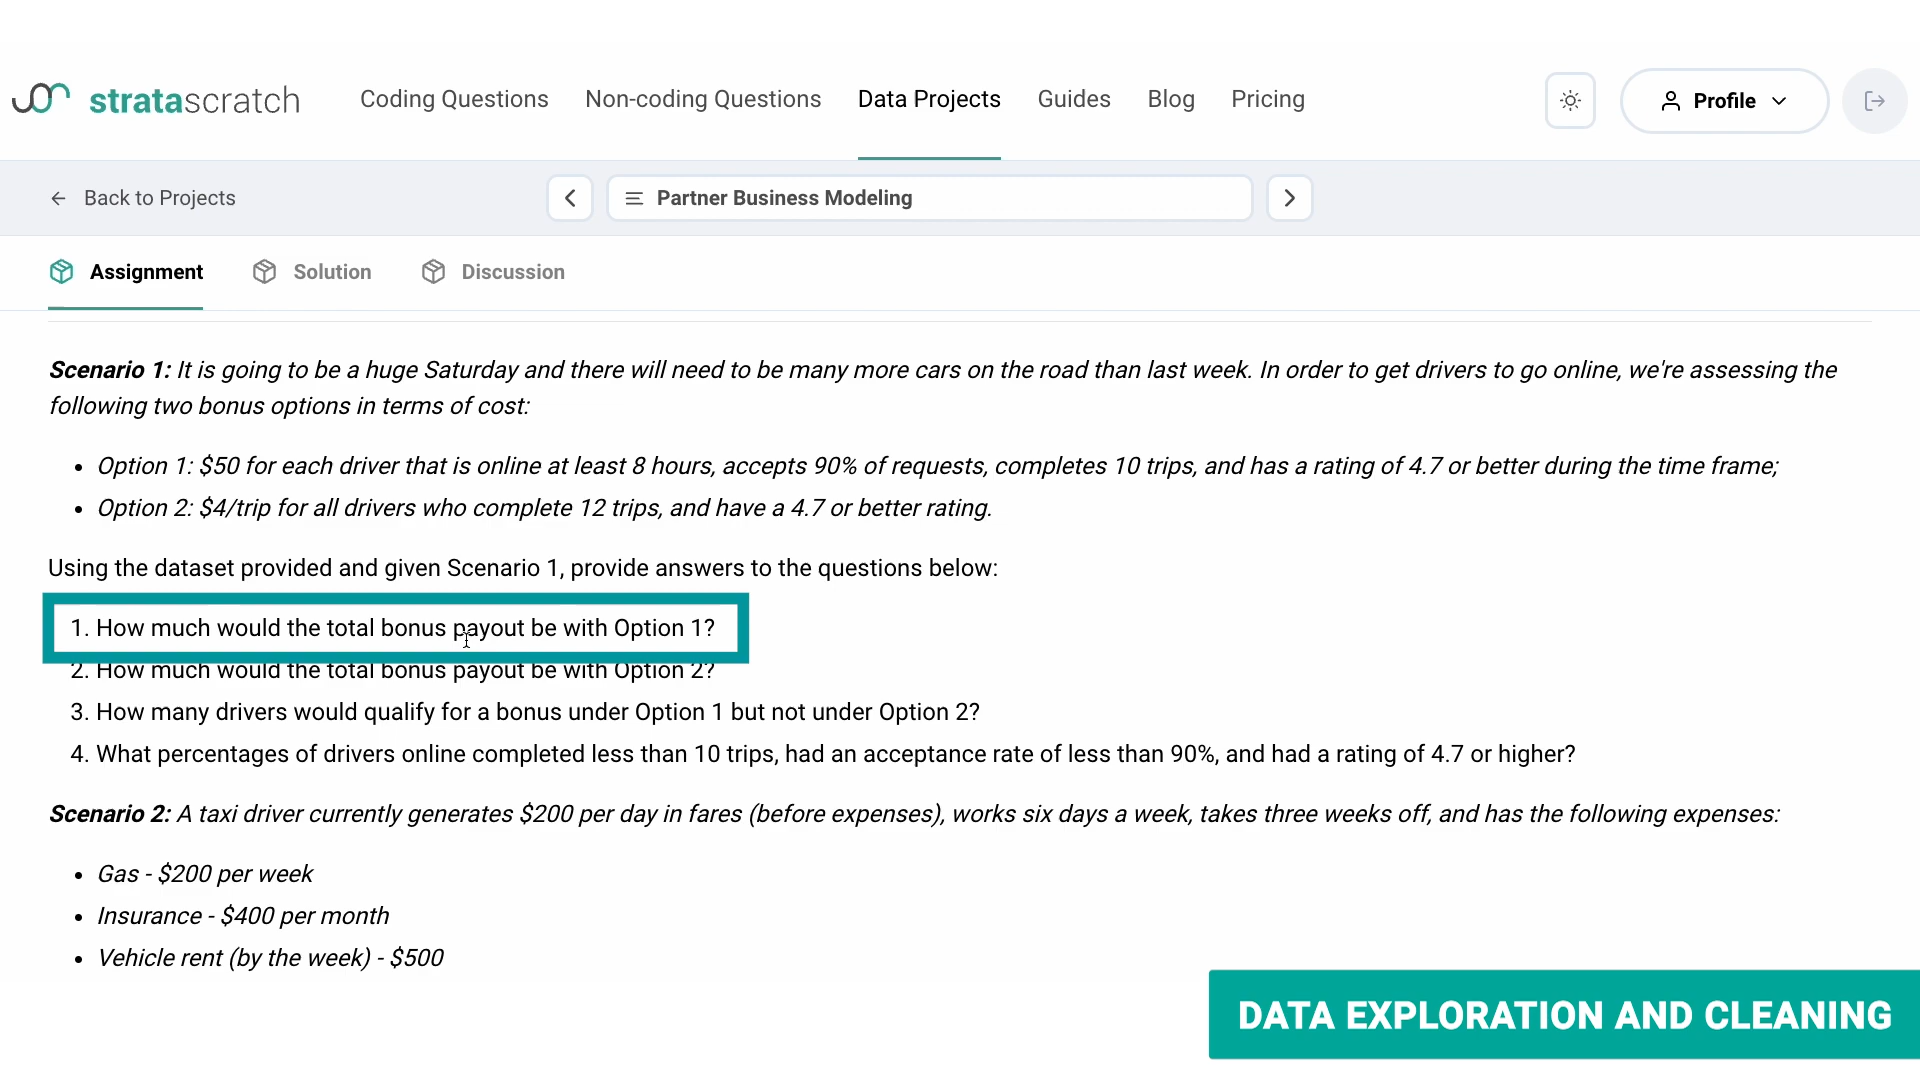 stratascratch Coding Questions Non-coding Questions Data Projects Guides Blog Pricing Profile
Back to Projects Partner Business Modeling
Assignment Solution Discussion
Scenario 1: It is going to be a huge Saturday and there will need to be many more cars on the road than last week. In order to get drivers to go online, we're assessing the
following two bonus options in terms of cost:
• Option 1: $50 for each driver that is online at least 8 hours, accepts 90% of requests, completes 10 trips, and has a rating of 4.7 or better during the time frame;
• Option 2: $4/trip for all drivers who complete 12 trips, and have a 4.7 or better rating.
Using the dataset provided and given Scenario 1, provide answers to the questions below:
1. How much would the total bonus payout be with Option 1?
2. How much would the total bonus payout be with Option 2?
3. How many drivers would qualify for a bonus under Option 1 but not under Option 2?
4. What percentages of drivers online completed less than 10 trips, had an acceptance rate of less than 90%, and had a rating of 4.7 or higher?
Scenario 2: A taxi driver currently generates $200 per day in fares (before expenses), works six days a week, takes three weeks off, and has the following expenses:
• Gas - $200 per week
• Insurance - $400 per month
• Vehicle rent (by the week) - $500
DATA EXPLORATION AND CLEANING